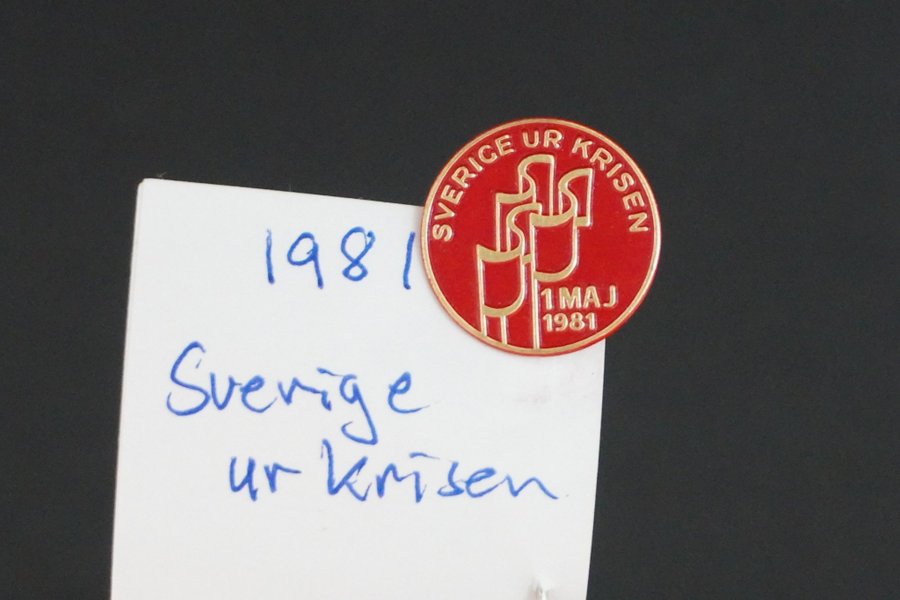 SVERIGE UR KRISEN
1 MAJ
1981
1981
Sverige
ur krisen